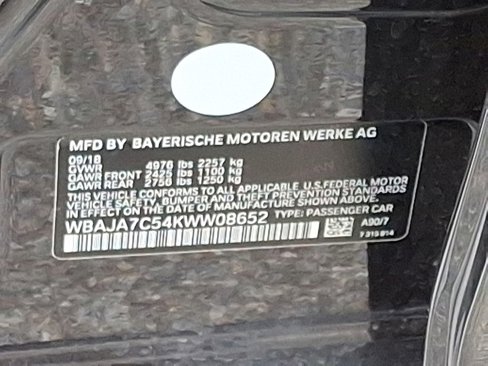 MFD BY BAYERISCHE MOTOREN WERKE AG
09/18
GVWR 4976 lbs 2257 kg
GAWR FRONT 2425 lbs 1100 kg
GAWR REAR 2756 lbs 1250 kg
THIS VEHICLE CONFORMS TO ALL APPLICABLE U.S.FEDERAL MOTOR
VEHICLE SAFETY, BUMPER AND THEFT PREVENTION STANDARDS
IN EFFECT ON THE DATE OF MANUFACTURE SHOWN ABOVE.
WBAJA7C54KWW08652 TYPE: PASSENGER CAR
A90/7
7 315 814